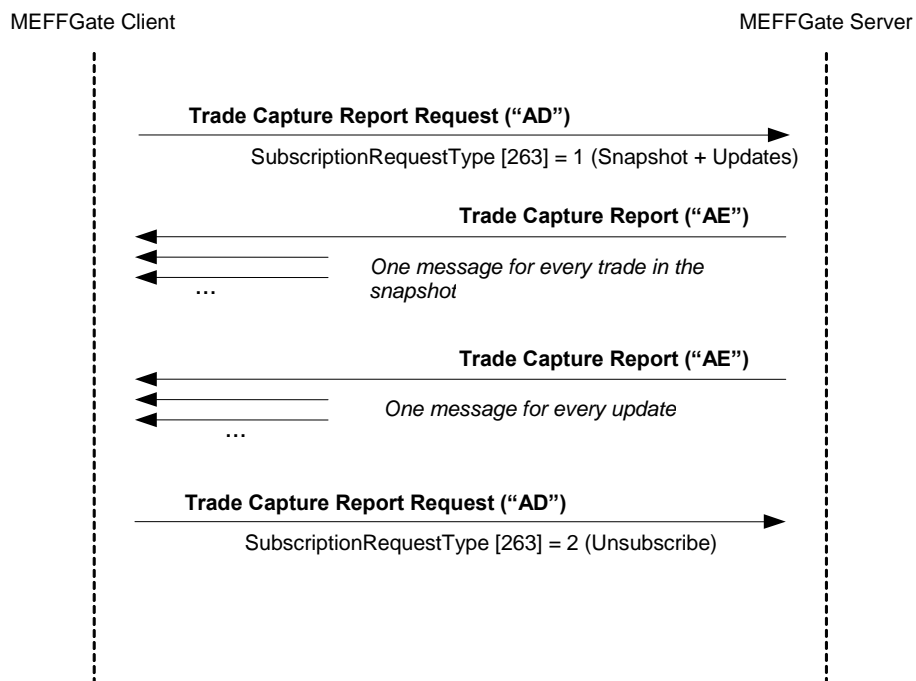 MEFFGate Client
MEFFGate Server
Trade Capture Report Request (“AD”)
SubscriptionRequestType [263] = 1 (Snapshot + Updates)
Trade Capture Report (“AE”)
One message for every trade in the
snapshot
...
Trade Capture Report (“AE”)
One message for every update
...
Trade Capture Report Request (“AD”)
SubscriptionRequestType [263] = 2 (Unsubscribe)